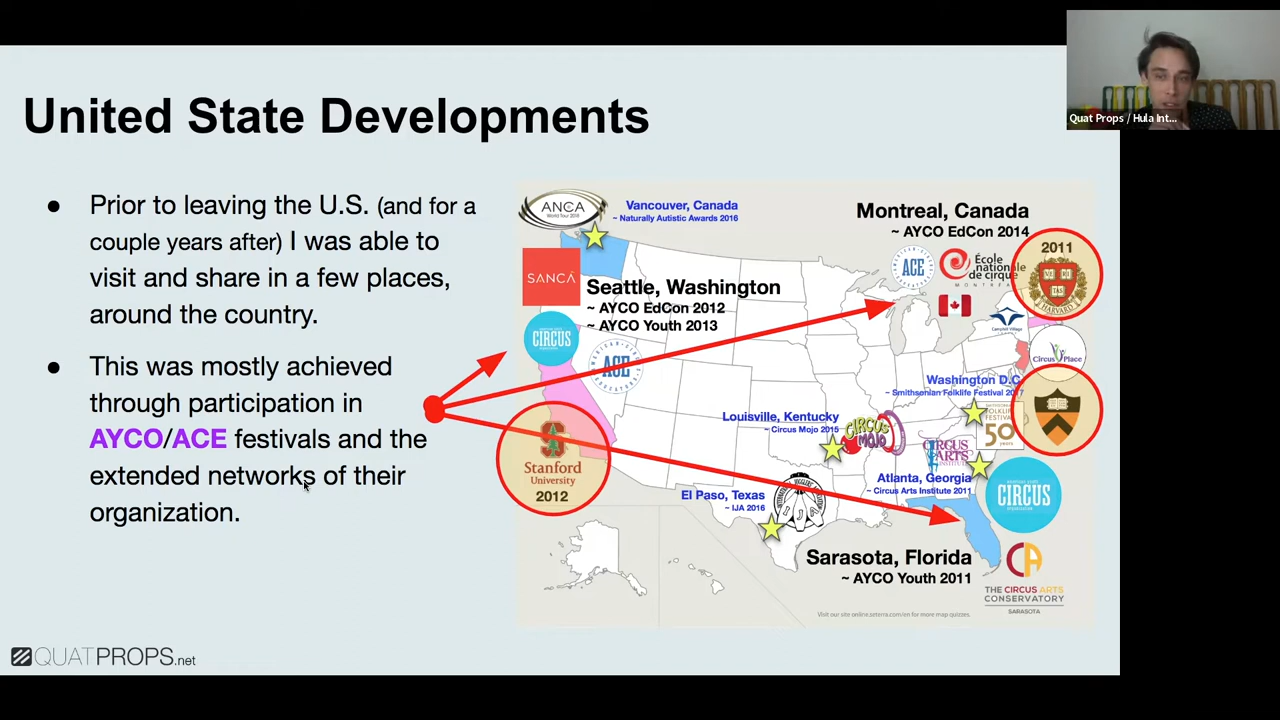 Quat Props / Hula Int...
United State Developments
● Prior to leaving the U.S. (and for a
couple years after) I was able to
visit and share in a few places,
around the country.
● This was mostly achieved
through participation in
AYCO/ACE festivals and the
extended networks of their
organization.
ANCA
World Tour 2016
Vancouver, Canada
~ Naturally Autistic Awards 2016
SANCA
Seattle, Washington
~ AYCO EdCon 2012
~ AYCO Youth 2013
CIRCUS
ACE
Montreal, Canada
~ AYCO EdCon 2014
ACE
École
nationale
de cirque
MONTRÉAL
2011
HARVARD
Circus Place
Washington D.C.
~ Smithsonian Folklife Festival 2017
FOLKLIFE
FESTIVAL
50
years
Louisville, Kentucky
~ Circus Mojo 2015
CIRCUS
MOJO
CIRCUS
ARTS
INSTITUTE
Atlanta, Georgia
~ Circus Arts Institute 2011
CIRCUS
Stanford
University
2012
El Paso, Texas
~ IJA 2016
IJA
Sarasota, Florida
~ AYCO Youth 2011
CA
THE CIRCUS ARTS
CONSERVATORY
SARASOTA
Visit our site online.seterra.com/en for more map quizzes.
QUATPROPS.net